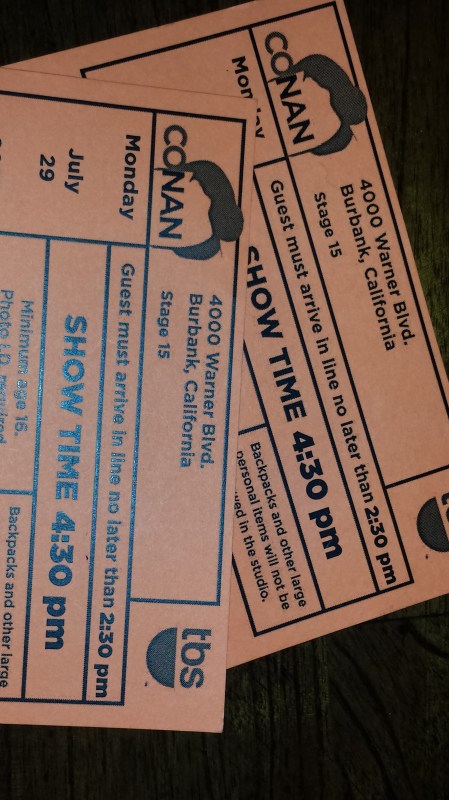 CONAN
4000 Warner Blvd.
Burbank, California
Stage 15
tbs
Monday
July
29
Guest must arrive in line no later than 2:30 pm
SHOW TIME 4:30 pm
Minimum age 16.
Photo I.D. required
Backpacks and other large
CONAN
4000 Warner Blvd.
Burbank, California
Stage 15
Guest must arrive in line no later than 2:30 pm
SHOW TIME 4:30 pm
Backpacks and other large
personal items will not be
in the studio.